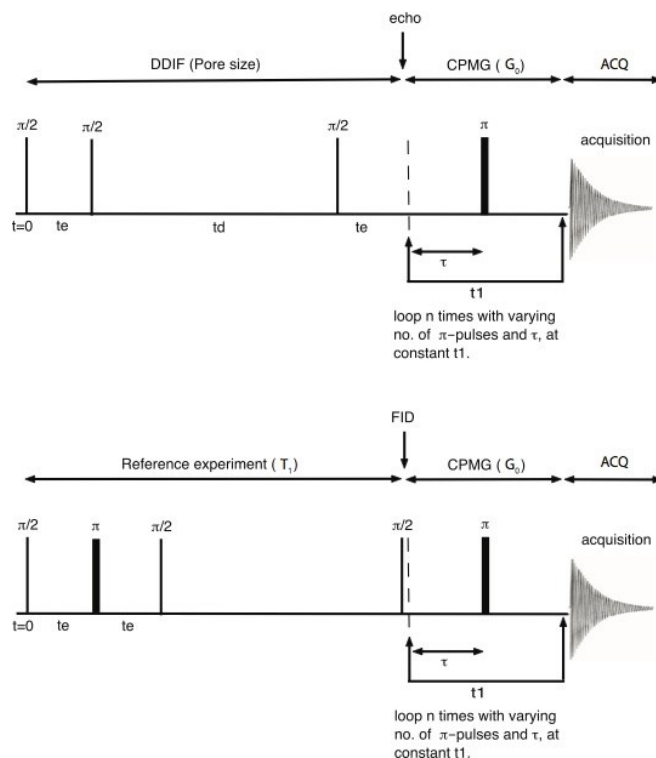 echo
DDIF (Pore size)
CPMG ( G₀ )
ACQ
π/2
π/2
π/2
π
acquisition
t=0
te
td
te
τ
t1
loop n times with varying
no. of π-pulses and τ, at
constant t1.
FID
Reference experiment ( T₁ )
CPMG ( G₀ )
ACQ
π/2
π
π/2
π/2
π
acquisition
t=0
te
te
τ
t1
loop n times with varying
no. of π-pulses and τ, at
constant t1.